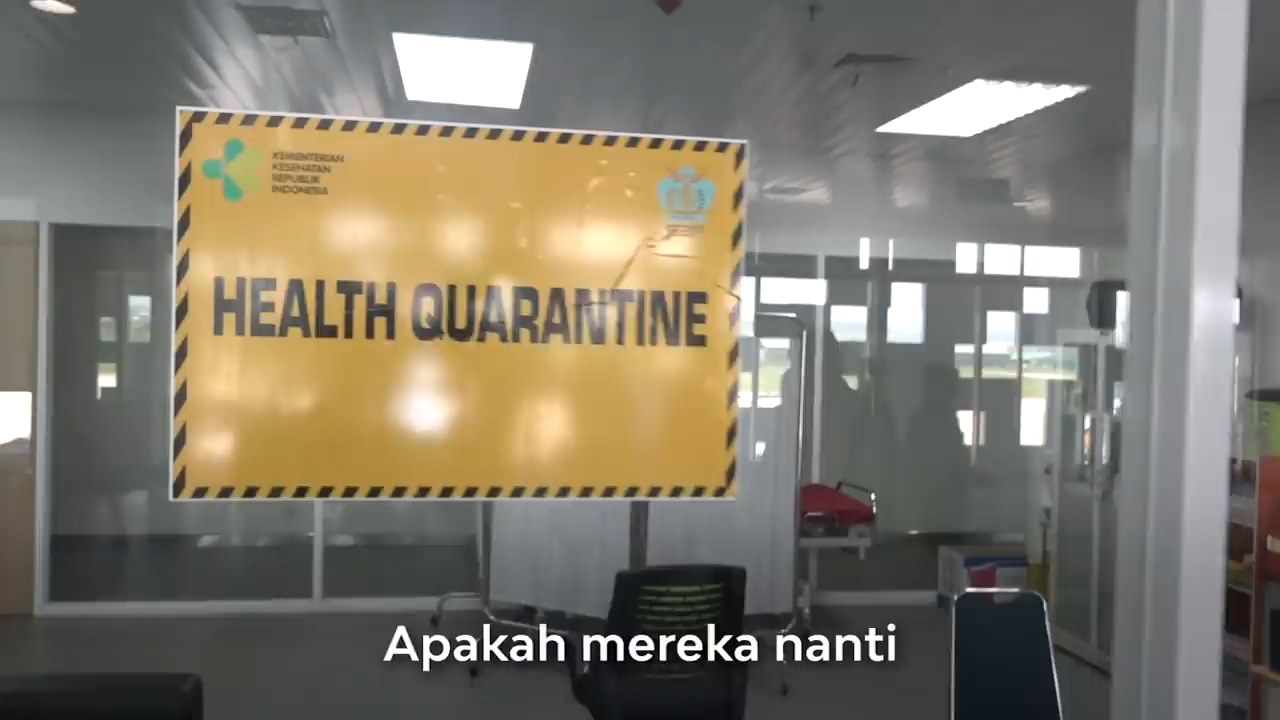 KEMENTERIAN
KESEHATAN
REPUBLIK
INDONESIA
HEALTH QUARANTINE
Apakah mereka nanti